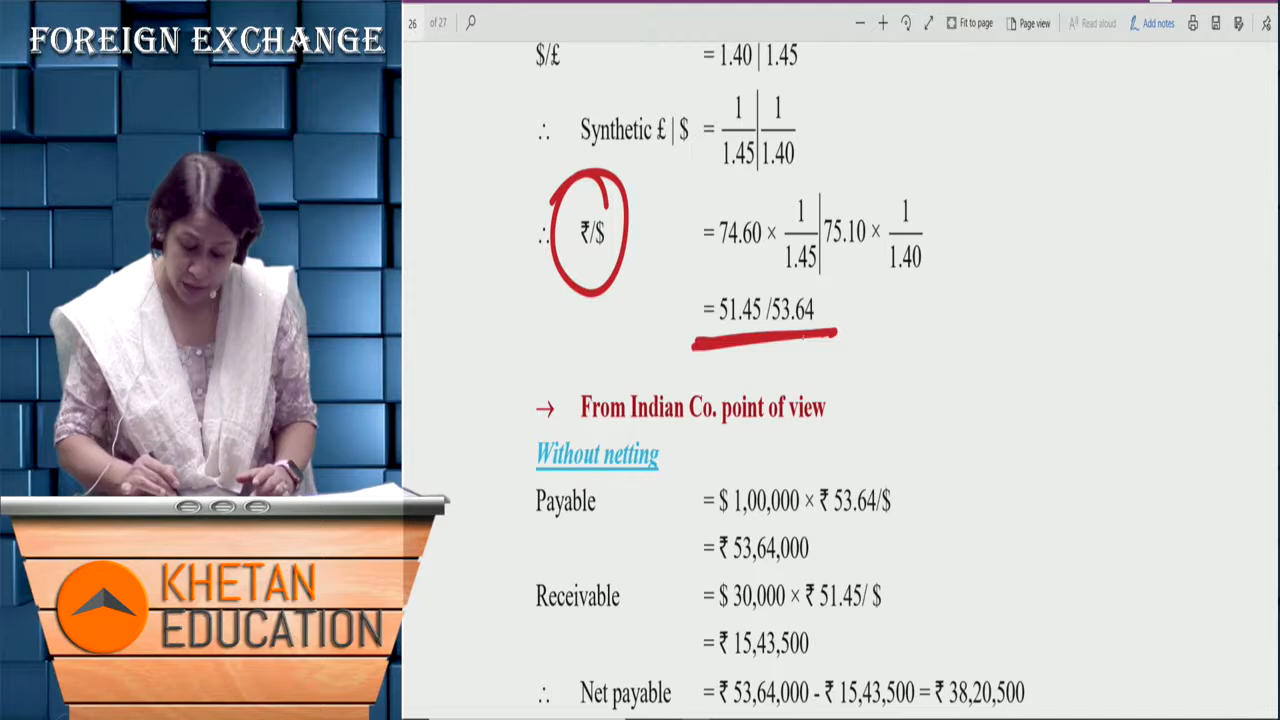 FOREIGN EXCHANGE
26 of 27
Fit to page
Page view
Read aloud
Add notes
$/£ = 1.40 | 1.45
∴ Synthetic £ | $ = 1/1.45 | 1/1.40
∴ ₹/$ = 74.60 × 1/1.45 | 75.10 × 1/1.40
= 51.45 /53.64
→ From Indian Co. point of view
Without netting
Payable = $ 1,00,000 × ₹ 53.64/$
= ₹ 53,64,000
Receivable = $ 30,000 × ₹ 51.45/ $
= ₹ 15,43,500
∴ Net payable = ₹ 53,64,000 - ₹ 15,43,500 = ₹ 38,20,500
KHETAN
EDUCATION